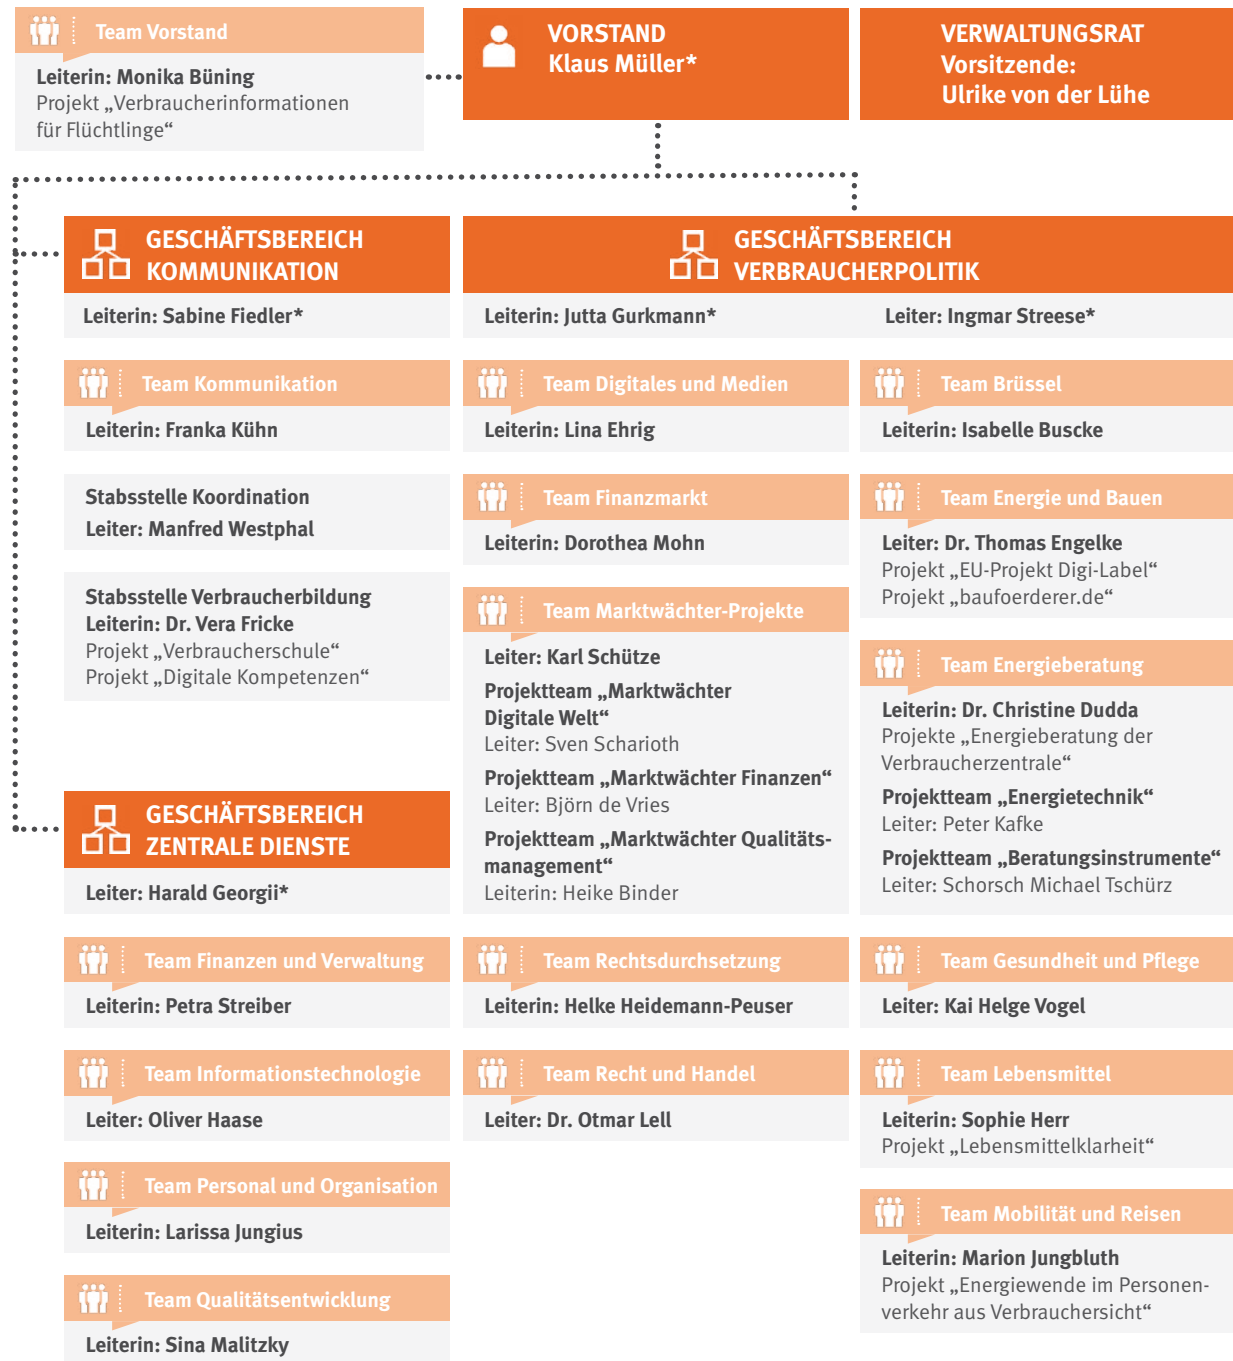 Team Vorstand
Leiterin: Monika Büning
Projekt „Verbraucherinformationen
für Flüchtlinge“
VORSTAND
Klaus Müller*
VERWALTUNGSRAT
Vorsitzende:
Ulrike von der Lühe
GESCHÄFTSBEREICH
KOMMUNIKATION
Leiterin: Sabine Fiedler*
Team Kommunikation
Leiterin: Franka Kühn
Stabsstelle Koordination
Leiter: Manfred Westphal
Stabsstelle Verbraucherbildung
Leiterin: Dr. Vera Fricke
Projekt „Verbraucherschule“
Projekt „Digitale Kompetenzen“
GESCHÄFTSBEREICH
ZENTRALE DIENSTE
Leiter: Harald Georgii*
Team Finanzen und Verwaltung
Leiterin: Petra Streiber
Team Informationstechnologie
Leiter: Oliver Haase
Team Personal und Organisation
Leiterin: Larissa Jungius
Team Qualitätsentwicklung
Leiterin: Sina Malitzky
GESCHÄFTSBEREICH
VERBRAUCHERPOLITIK
Leiterin: Jutta Gurkmann*
Leiter: Ingmar Streese*
Team Digitales und Medien
Leiterin: Lina Ehrig
Team Finanzmarkt
Leiterin: Dorothea Mohn
Team Marktwächter-Projekte
Leiter: Karl Schütze
Projektteam „Marktwächter
Digitale Welt“
Leiter: Sven Scharioth
Projektteam „Marktwächter Finanzen“
Leiter: Björn de Vries
Projektteam „Marktwächter Qualitäts-
management“
Leiterin: Heike Binder
Team Rechtsdurchsetzung
Leiterin: Helke Heidemann-Peuser
Team Recht und Handel
Leiter: Dr. Otmar Lell
Team Brüssel
Leiterin: Isabelle Buscke
Team Energie und Bauen
Leiter: Dr. Thomas Engelke
Projekt „EU-Projekt Digi-Label“
Projekt „baufoerderer.de“
Team Energieberatung
Leiterin: Dr. Christine Dudda
Projekte „Energieberatung der
Verbraucherzentrale“
Projektteam „Energietechnik“
Leiter: Peter Kafke
Projektteam „Beratungsinstrumente“
Leiter: Schorsch Michael Tschürz
Team Gesundheit und Pflege
Leiter: Kai Helge Vogel
Team Lebensmittel
Leiterin: Sophie Herr
Projekt „Lebensmittelklarheit“
Team Mobilität und Reisen
Leiterin: Marion Jungbluth
Projekt „Energiewende im Personen-
verkehr aus Verbrauchersicht“